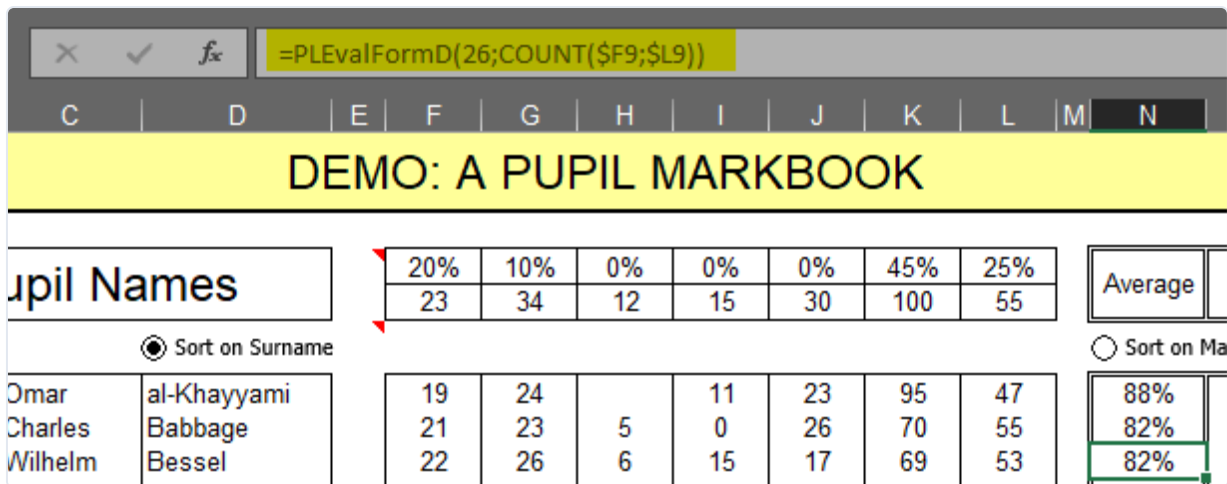 fx =PLEvalFormD(26;COUNT($F9;$L9))
C D E F G H I J K L M N
DEMO: A PUPIL MARKBOOK
20% 10% 0% 0% 0% 45% 25%
upil Names Average
23 34 12 15 30 100 55
Sort on Surname Sort on Ma
Omar al-Khayyami 19 24 11 23 95 47 88%
Charles Babbage 21 23 5 0 26 70 55 82%
Wilhelm Bessel 22 26 6 15 17 69 53 82%